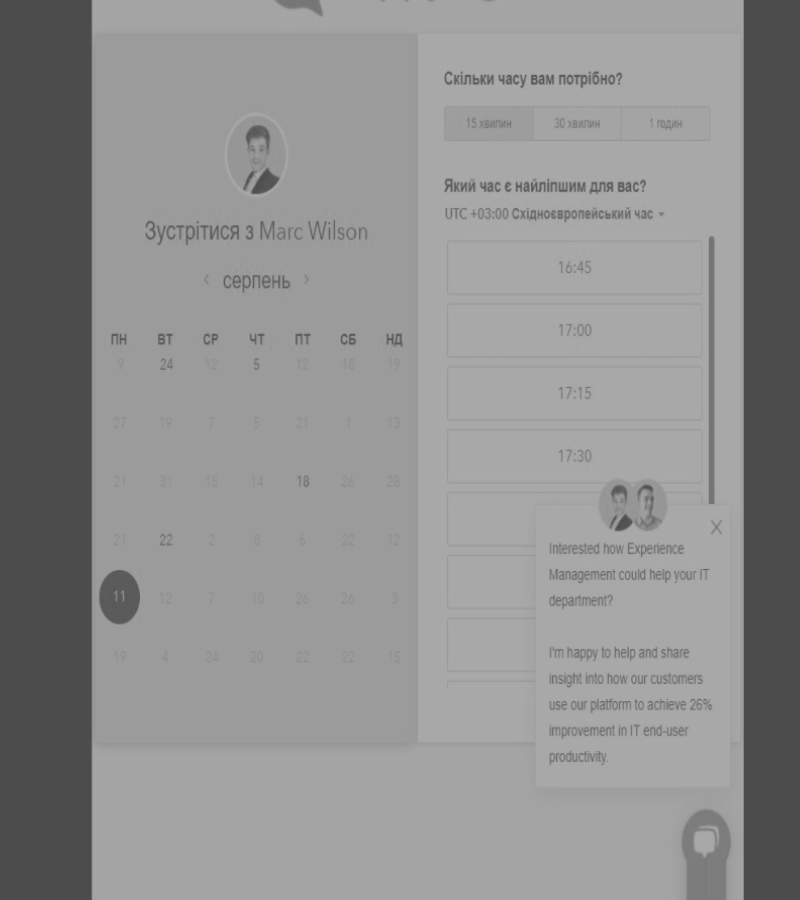 Зустрітися з Marc Wilson
серпень
ПН ВТ СР ЧТ ПТ СБ НД
9 24 12 5 12 18 19
27 19 7 5 21 1 13
21 31 15 14 18 26 28
21 22 2 8 6 22 12
11 12 7 10 26 26 3
19 4 24 20 22 22 15
Скільки часу вам потрібно?
15 хвилин 30 хвилин 1 годин
Який час є найліпшим для вас?
UTC +03:00 Східноєвропейський час
16:45
17:00
17:15
17:30
X
Interested how Experience
Management could help your IT
department?
I'm happy to help and share
insight into how our customers
use our platform to achieve 26%
improvement in IT end-user
productivity.